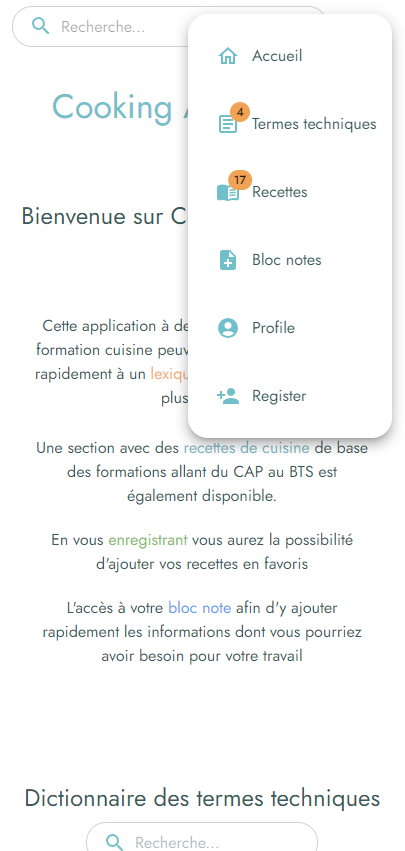 Recherche...
Accueil
Cooking
4
Termes techniques
17
Recettes
Bienvenue sur C
Bloc notes
Cette application à de
Profile
formation cuisine peuv
rapidement à un lexiqu
plus
Register
Une section avec des recettes de cuisine de base
des formations allant du CAP au BTS est
également disponible.
En vous enregistrant vous aurez la possibilité
d'ajouter vos recettes en favoris
L'accès à votre bloc note afin d'y ajouter
rapidement les informations dont vous pourriez
avoir besoin pour votre travail
Dictionnaire des termes techniques
Recherche...